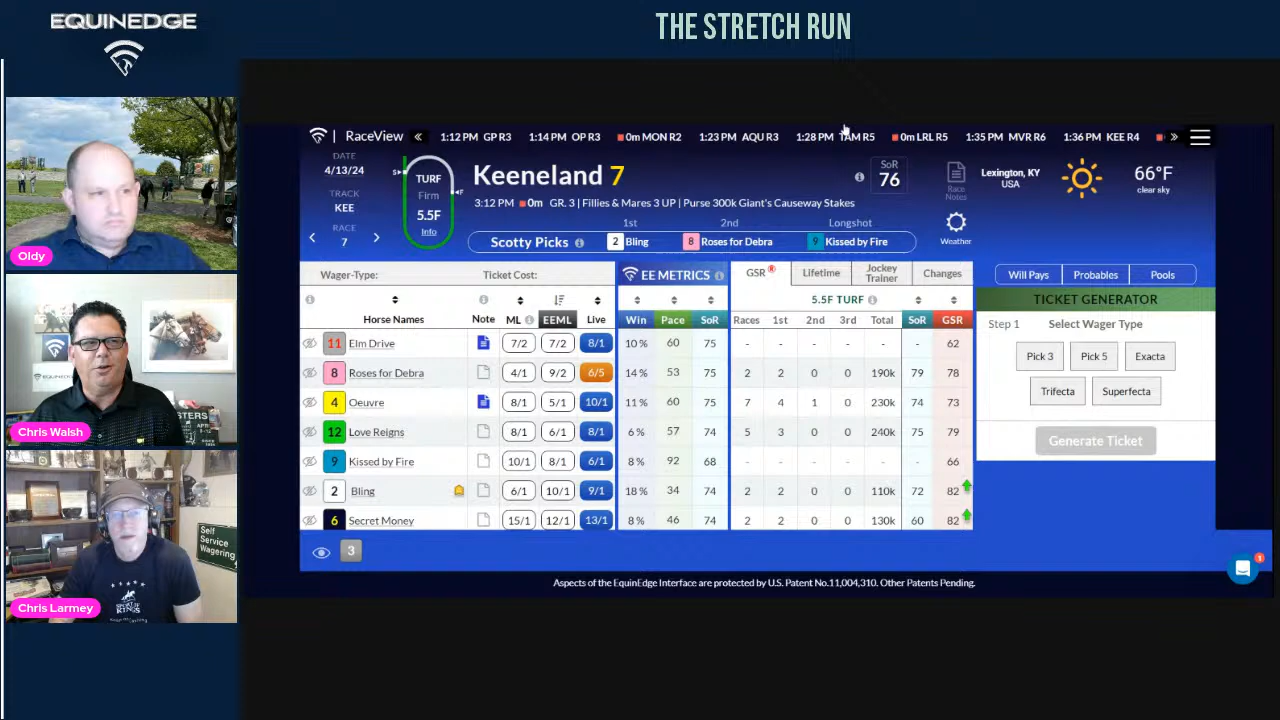 EQUINEDGE
THE STRETCH RUN
RaceView « 1:12 PM GP R3 1:14 PM OP R3 0m MON R2 1:23 PM AQU R3 1:28 PM TAM R5 0m LRL R5 1:35 PM MVR R6 1:36 PM KEE R4 »
DATE
4/13/24
TRACK
KEE
RACE
7
TURF
Firm
5.5F
Info
S
F
Keeneland 7
3:12 PM 0m GR. 3 | Fillies & Mares 3 UP | Purse 300k Giant's Causeway Stakes
SoR
76
Race
Notes
Lexington, KY
USA
66°F
clear sky
Weather
1st 2nd Longshot
Scotty Picks 2 Bling 8 Roses for Debra 9 Kissed by Fire
Wager-Type: Ticket Cost:
EE METRICS
GSR Lifetime Jockey Trainer Changes
5.5F TURF
Horse Names Note ML EEML Live Win Pace SoR Races 1st 2nd 3rd Total SoR GSR
11 Elm Drive 7/2 7/2 8/1 10% 60 75 - - - - - - 62
8 Roses for Debra 4/1 9/2 6/5 14% 53 75 2 2 0 0 190k 79 78
4 Oeuvre 8/1 5/1 10/1 11% 60 75 7 4 1 0 230k 74 73
12 Love Reigns 8/1 6/1 8/1 6% 57 74 5 3 0 0 240k 75 79
9 Kissed by Fire 10/1 8/1 6/1 8% 92 68 - - - - - - 66
2 Bling 6/1 10/1 9/1 18% 34 74 2 2 0 0 110k 72 82
6 Secret Money 15/1 12/1 13/1 8% 46 74 2 2 0 0 130k 60 82
3
Will Pays Probables Pools
TICKET GENERATOR
Step 1 Select Wager Type
Pick 3 Pick 5 Exacta
Trifecta Superfecta
Generate Ticket
1
Aspects of the EquinEdge Interface are protected by U.S. Patent No.11,004,310. Other Patents Pending.
Oldy
Chris Walsh
Self
Service
Wagering
SPORT OF
KINGS
Chris Larmey